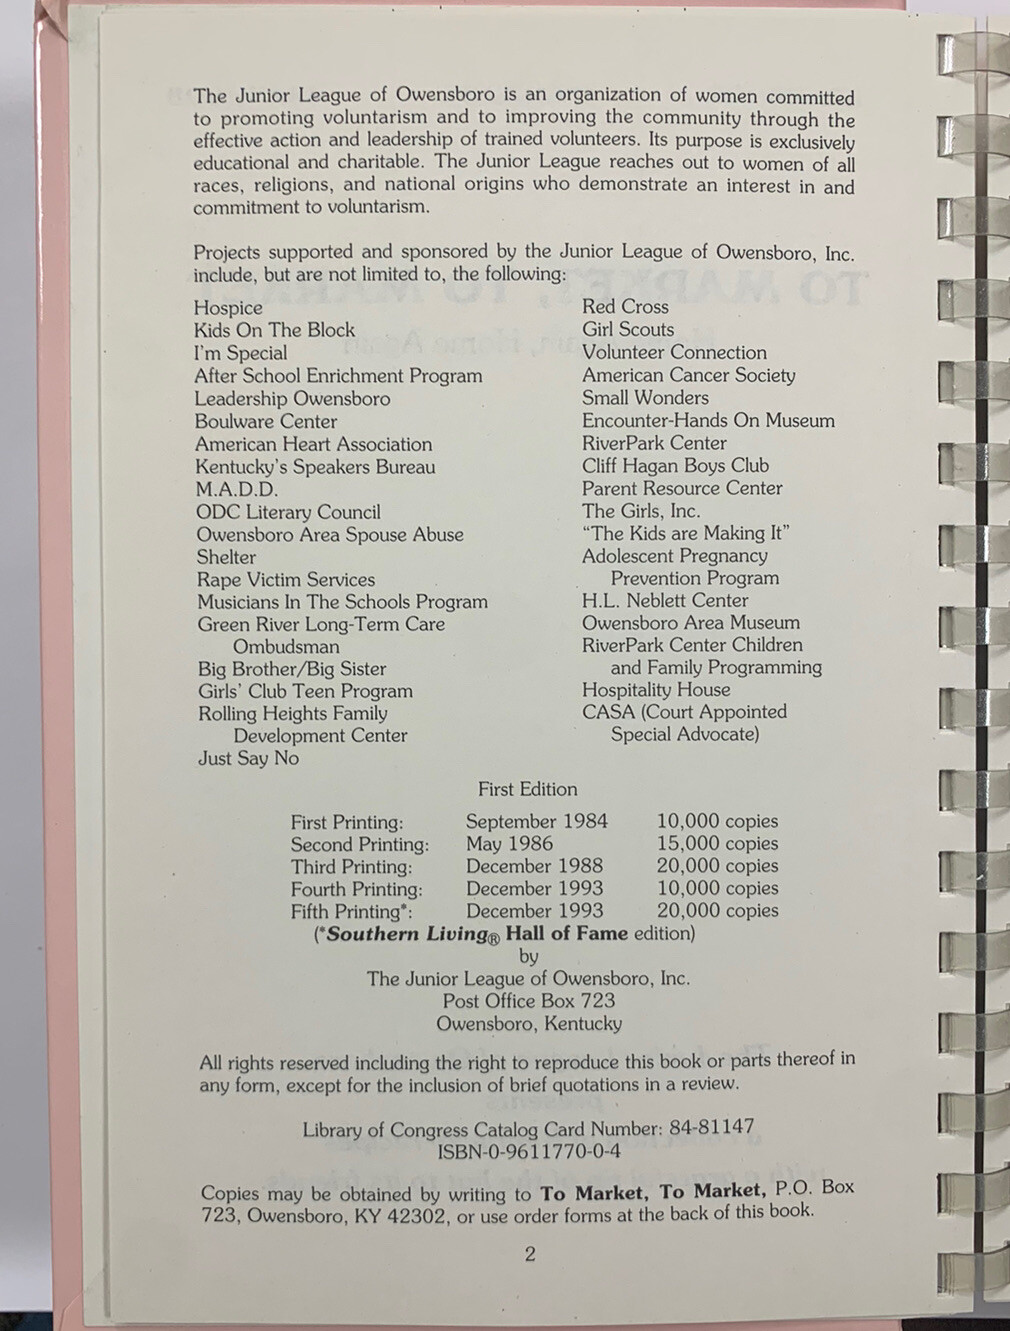 The Junior League of Owensboro is an organization of women committed
to promoting voluntarism and to improving the community through the
effective action and leadership of trained volunteers. Its purpose is exclusively
educational and charitable. The Junior League reaches out to women of all
races, religions, and national origins who demonstrate an interest in and
commitment to voluntarism.
Projects supported and sponsored by the Junior League of Owensboro, Inc.
include, but are not limited to, the following:
Hospice
Kids On The Block
I'm Special
After School Enrichment Program
Leadership Owensboro
Boulware Center
American Heart Association
Kentucky's Speakers Bureau
M.A.D.D.
ODC Literary Council
Owensboro Area Spouse Abuse
Shelter
Rape Victim Services
Musicians In The Schools Program
Green River Long-Term Care
Ombudsman
Big Brother/Big Sister
Girls' Club Teen Program
Rolling Heights Family
Development Center
Just Say No
Red Cross
Girl Scouts
Volunteer Connection
American Cancer Society
Small Wonders
Encounter-Hands On Museum
RiverPark Center
Cliff Hagan Boys Club
Parent Resource Center
The Girls, Inc.
“The Kids are Making It”
Adolescent Pregnancy
Prevention Program
H.L. Neblett Center
Owensboro Area Museum
RiverPark Center Children
and Family Programming
Hospitality House
CASA (Court Appointed
Special Advocate)
First Edition
First Printing: September 1984 10,000 copies
Second Printing: May 1986 15,000 copies
Third Printing: December 1988 20,000 copies
Fourth Printing: December 1993 10,000 copies
Fifth Printing*: December 1993 20,000 copies
(*Southern Living® Hall of Fame edition)
by
The Junior League of Owensboro, Inc.
Post Office Box 723
Owensboro, Kentucky
All rights reserved including the right to reproduce this book or parts thereof in
any form, except for the inclusion of brief quotations in a review.
Library of Congress Catalog Card Number: 84-81147
ISBN-0-9611770-0-4
Copies may be obtained by writing to To Market, To Market, P.O. Box
723, Owensboro, KY 42302, or use order forms at the back of this book.
2